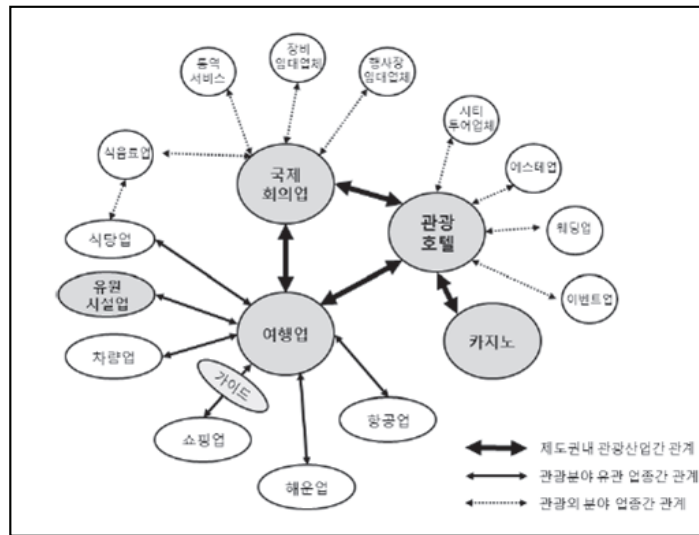 통역
서비스
장비
임대업체
행사장
임대업체
시티
투어업체
식음료업
국제
회의업
에스테업
관광
호텔
웨딩업
식당업
유원
시설업
이벤트업
여행업
카지노
차량업
가이드
쇼핑업
항공업
해운업
제도권내 관광산업간 관계
관광분야 유관 업종간 관계
관광외 분야 업종간 관계